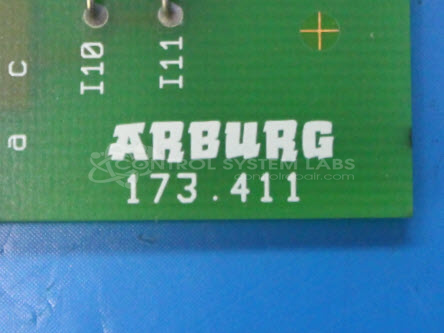 I10
I11
a c
ARBURG
CONTROL SYSTEM LABS
173.411